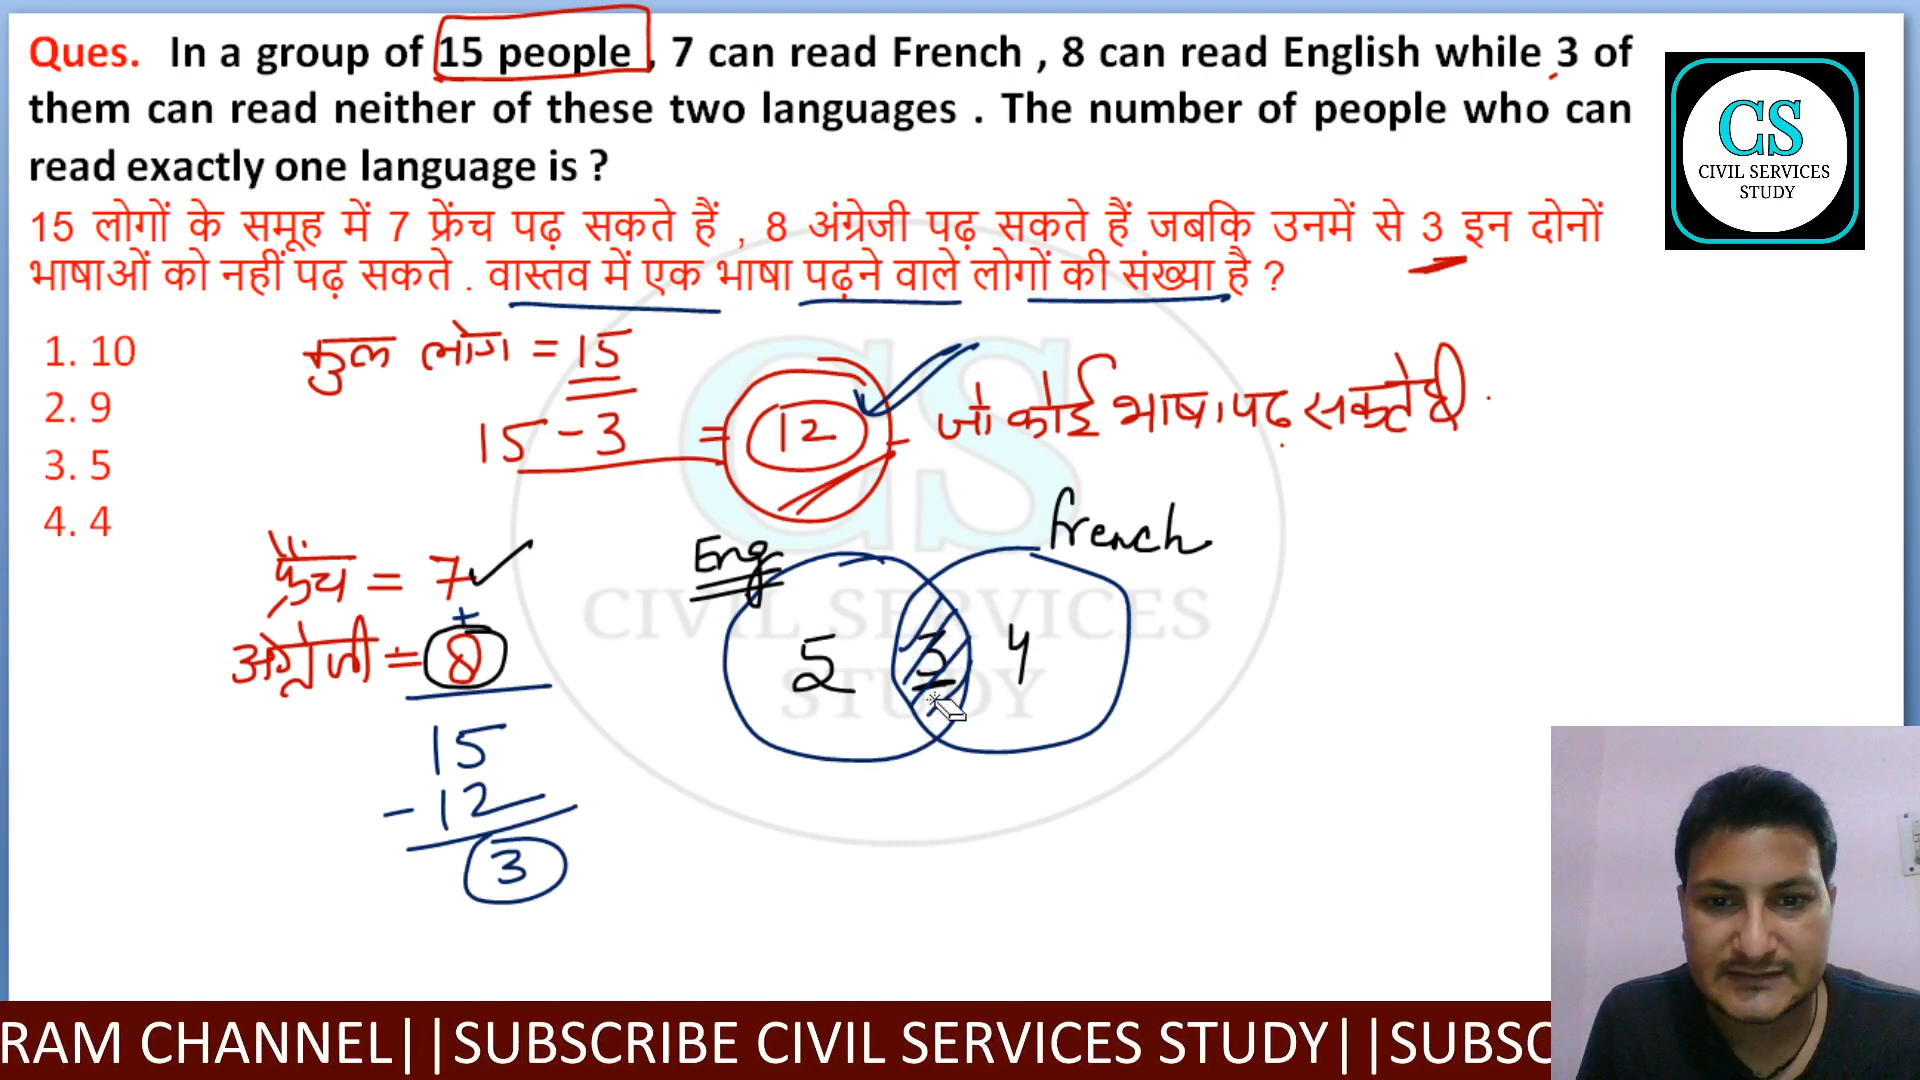 Ques. In a group of 15 people , 7 can read French , 8 can read English while 3 of
them can read neither of these two languages . The number of people who can
read exactly one language is ?
15 लोगों के समूह में 7 फ्रेंच पढ़ सकते हैं , 8 अंग्रेजी पढ़ सकते हैं जबकि उनमें से 3 इन दोनों
भाषाओं को नहीं पढ़ सकते . वास्तव में एक भाषा पढ़ने वाले लोगों की संख्या है ?
CS
CIVIL SERVICES
STUDY
1. 10
2. 9
3. 5
4. 4
कुल लोग = 15
15 - 3 = 12 - जो कोई भाषा पढ़ सकते हैं.
फ्रेंच = 7
+
अंग्रेजी = 8
15
- 12
3
Eng
French
5 3 4
CS
CIVIL SERVICES
STUDY
RAM CHANNEL||SUBSCRIBE CIVIL SERVICES STUDY||SUBSC